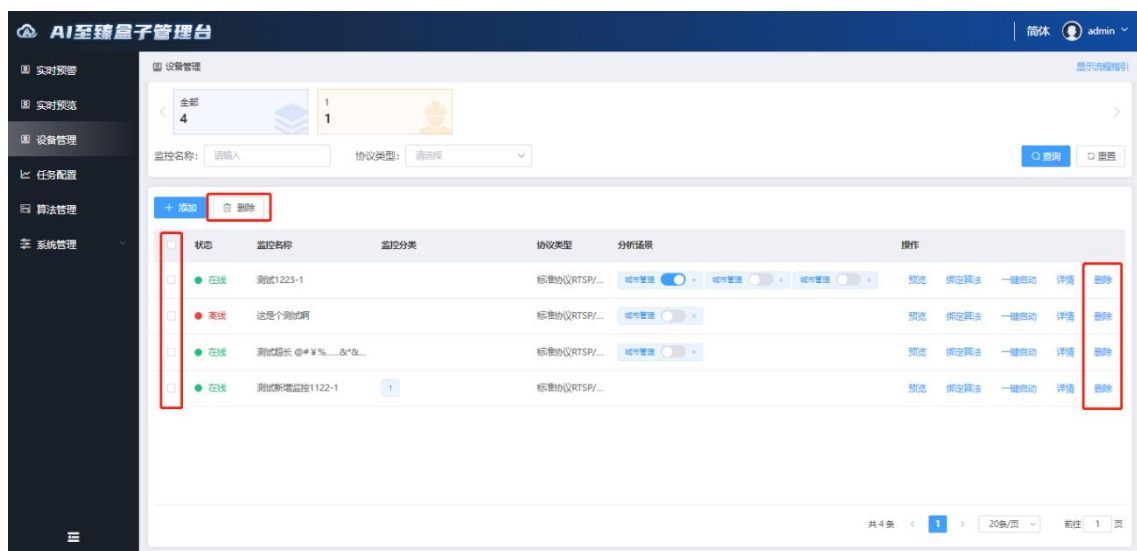 AI至臻盒子管理台 简体 admin
实时预警
实时预览
设备管理
任务配置
算法管理
系统管理
设备管理 显示流程指引
全部 1
4 1
监控名称： 请输入 协议类型： 请选择 查询 重置
+ 添加 删除
状态 监控名称 监控分类 协议类型 分析场景 操作
在线 测试1223-1 标准协议RTSP/... 城市管理 × 城市管理 × 城市管理 × 预览 绑定算法 一键启动 详情 删除
离线 这是个测试啊 标准协议RTSP/... 城市管理 × 预览 绑定算法 一键启动 详情 删除
在线 测试超长 @#￥%……&*&... 标准协议RTSP/... 城市管理 × 预览 绑定算法 一键启动 详情 删除
在线 测试新增监控1122-1 1 标准协议RTSP/... 预览 绑定算法 一键启动 详情 删除
共 4 条 < 1 > 20条/页 前往 1 页